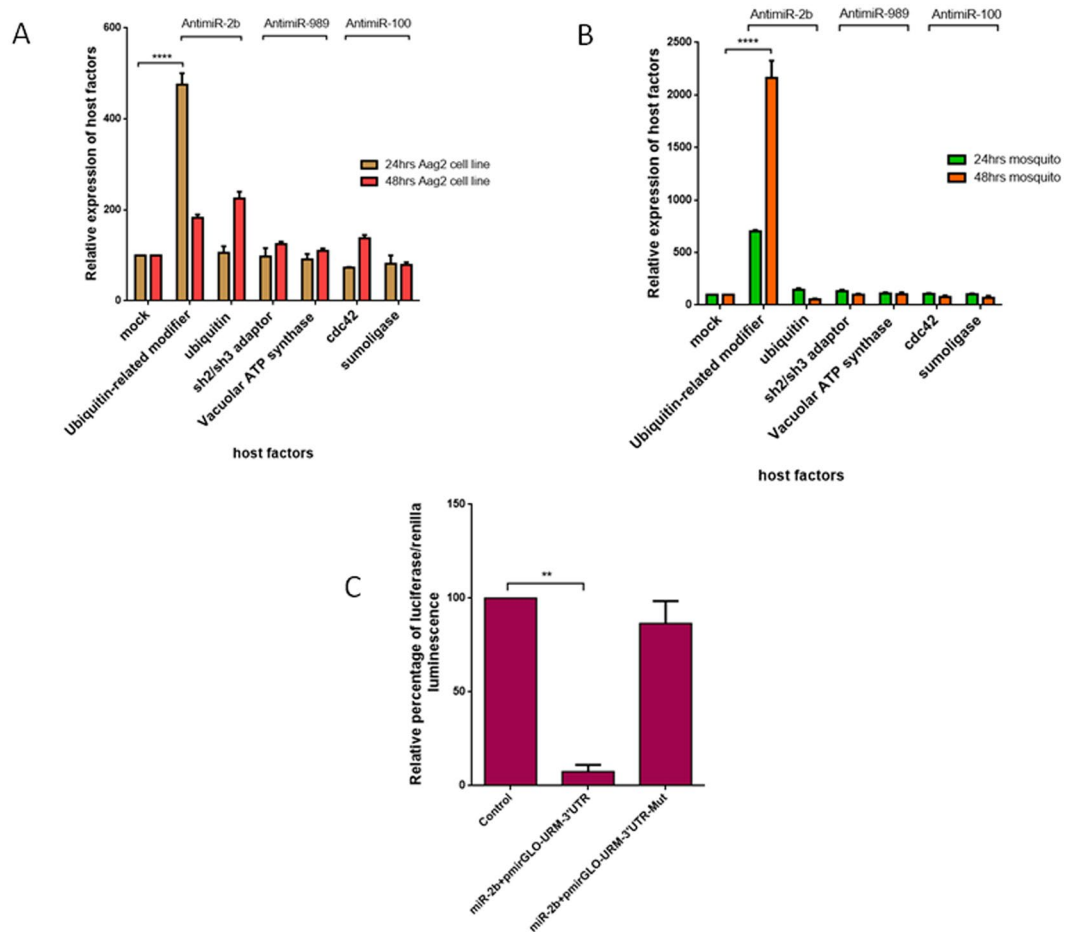 A
AntimiR-2b
AntimiR-989
AntimiR-100
****
Relative expression of host factors
600
400
200
0
24hrs Aag2 cell line
48hrs Aag2 cell line
mock
Ubiquitin-related modifier
ubiquitin
sh2/sh3 adaptor
Vacuolar ATP synthase
cdc42
sumoligase
host factors
B
AntimiR-2b
AntimiR-989
AntimiR-100
****
Relative expression of host factors
2500
2000
1500
1000
500
0
24hrs mosquito
48hrs mosquito
mock
Ubiquitin-related modifier
ubiquitin
sh2/sh3 adaptor
Vacuolar ATP synthase
cdc42
sumoligase
host factors
C
**
Relative percentage of luciferase/renilla
luminescence
150
100
50
0
Control
miR-2b+pmirGLO-URM-3'UTR
miR-2b+pmirGLO-URM-3'UTR-Mut